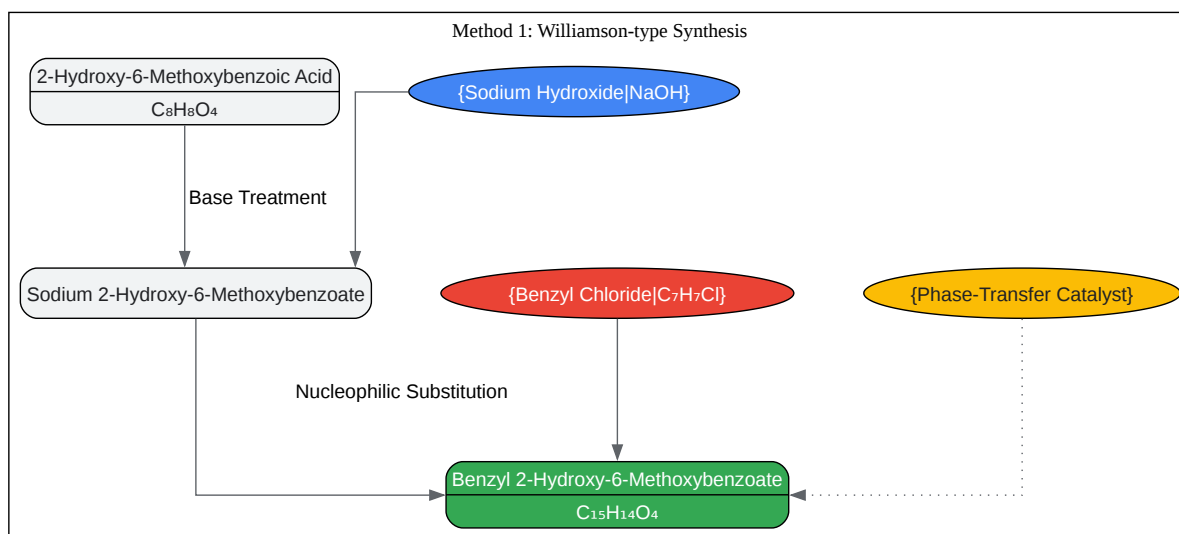 Method 1: Williamson-type Synthesis
2-Hydroxy-6-Methoxybenzoic Acid
C₈H₈O₄
{Sodium Hydroxide|NaOH}
Base Treatment
Sodium 2-Hydroxy-6-Methoxybenzoate
{Benzyl Chloride|C₇H₇Cl}
{Phase-Transfer Catalyst}
Nucleophilic Substitution
Benzyl 2-Hydroxy-6-Methoxybenzoate
C₁₅H₁₄O₄